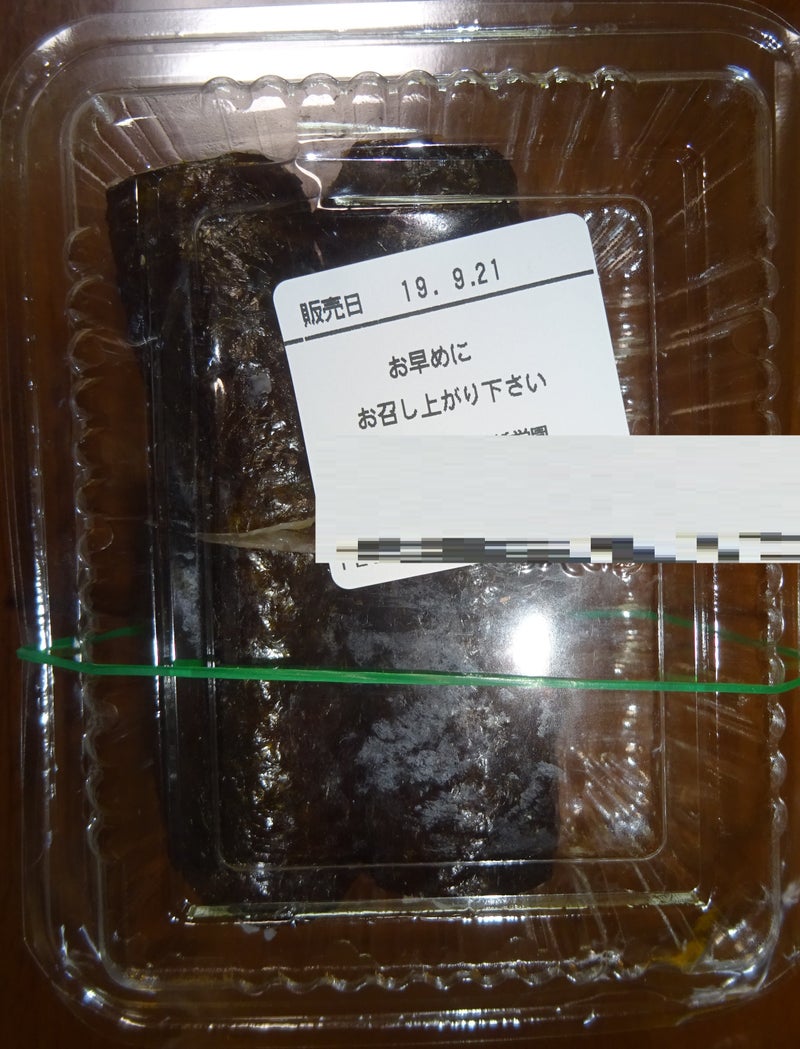 販売日 19. 9.21
お早めに
お召し上がり下さい